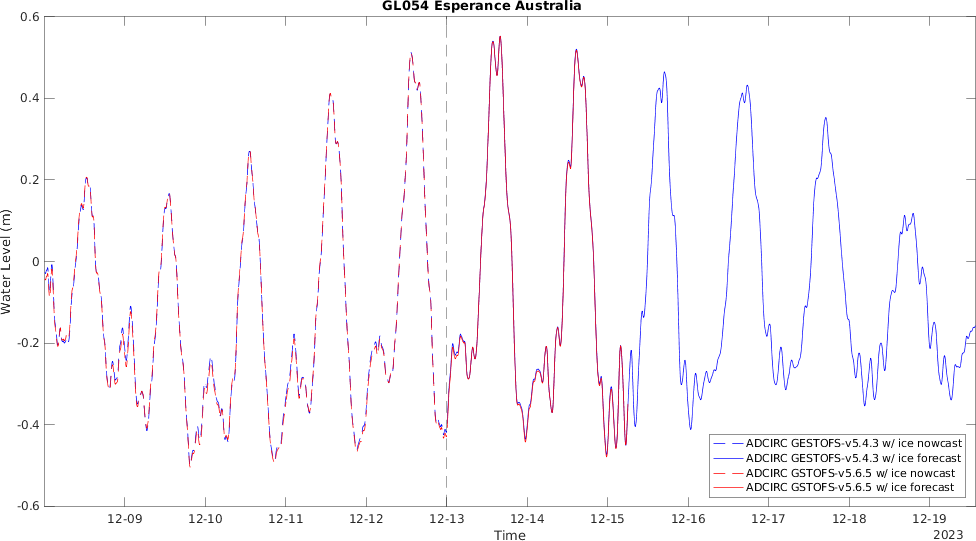 GL054 Esperance Australia
0.6
0.4
0.2
0
-0.2
-0.4
-0.6
Water Level (m)
ADCIRC GESTOFS-v5.4.3 w/ ice nowcast
ADCIRC GESTOFS-v5.4.3 w/ ice forecast
ADCIRC GSTOFS-v5.6.5 w/ ice nowcast
ADCIRC GSTOFS-v5.6.5 w/ ice forecast
12-09 12-10 12-11 12-12 12-13 12-14 12-15 12-16 12-17 12-18 12-19
Time
2023